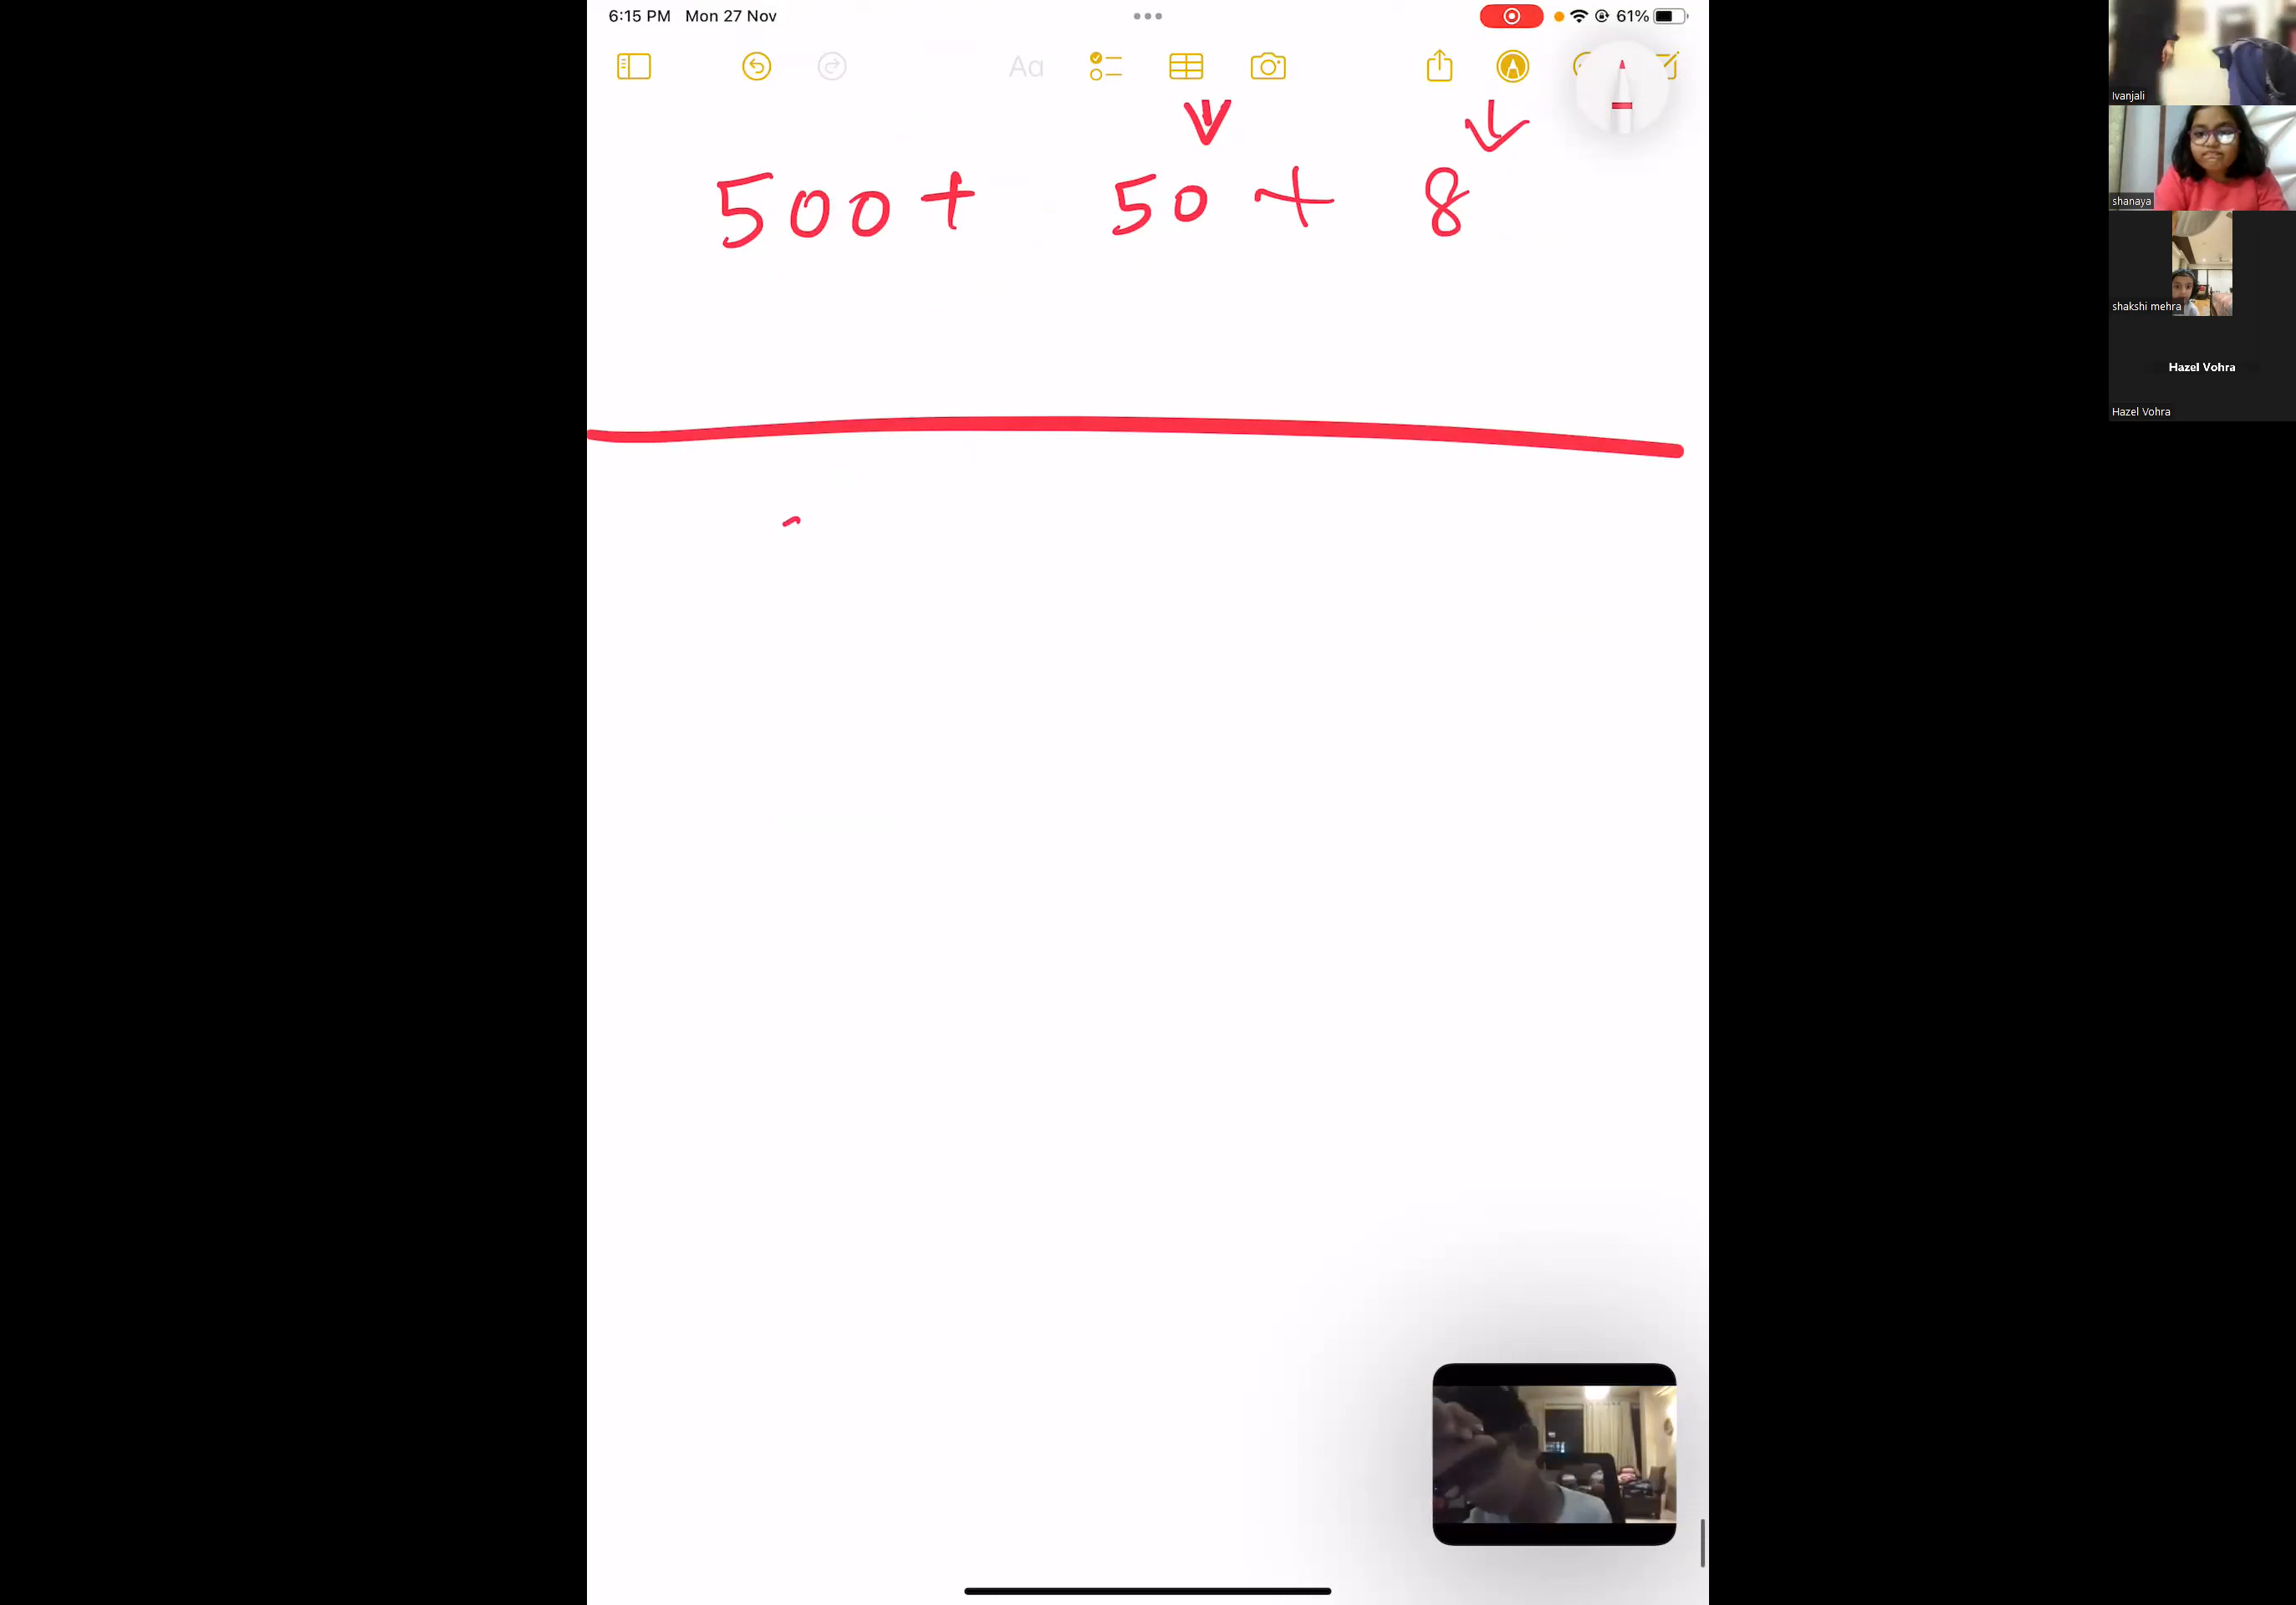 6:15 PM Mon 27 Nov
61%
Aa
500 + 50 + 8
Ivanjali
shanaya
shakshi mehra
Hazel Vohra
Hazel Vohra